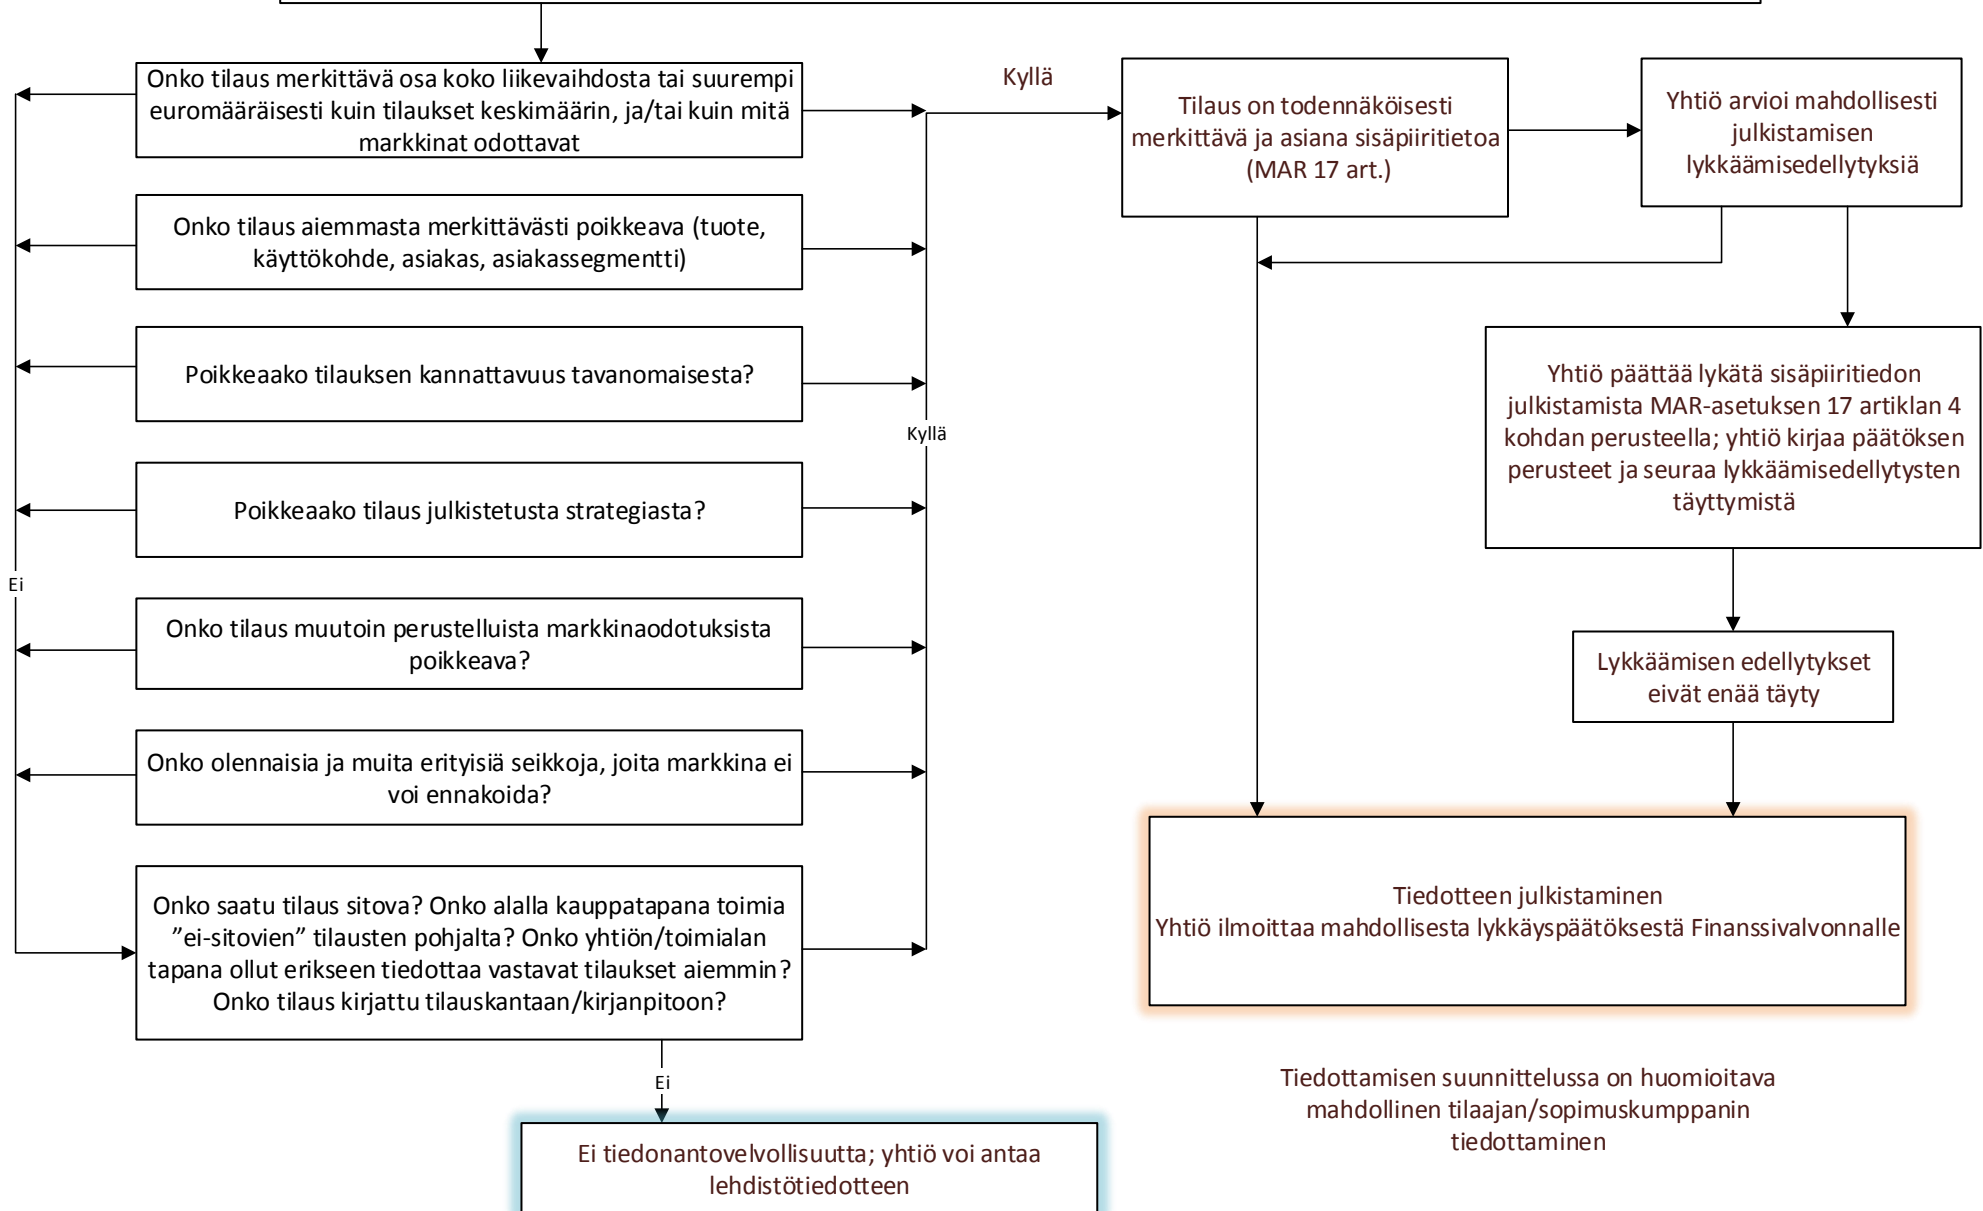 Onko tilaus merkittävä osa koko liikevaihdosta tai suurempi
euromääräisesti kuin tilaukset keskimäärin, ja/tai kuin mitä
markkinat odottavat
Onko tilaus aiemmasta merkittävästi poikkeava (tuote,
käyttökohde, asiakas, asiakassegmentti)
Poikkeaako tilauksen kannattavuus tavanomaisesta?
Poikkeaako tilaus julkistetusta strategiasta?
Onko tilaus muutoin perustelluista markkinaodotuksista
poikkeava?
Onko olennaisia ja muita erityisiä seikkoja, joita markkina ei
voi ennakoida?
Onko saatu tilaus sitova? Onko alalla kauppatapana toimia
”ei-sitovien” tilausten pohjalta? Onko yhtiön/toimialan
tapana ollut erikseen tiedottaa vastavat tilaukset aiemmin?
Onko tilaus kirjattu tilauskantaan/kirjanpitoon?
Ei
Kyllä
Ei
Ei tiedonantovelvollisuutta; yhtiö voi antaa
lehdistötiedotteen
Kyllä
Tilaus on todennäköisesti
merkittävä ja asiana sisäpiiritietoa
(MAR 17 art.)
Yhtiö arvioi mahdollisesti
julkistamisen
lykkäämisedellytyksiä
Yhtiö päättää lykätä sisäpiiritiedon
julkistamista MAR-asetuksen 17 artiklan 4
kohdan perusteella; yhtiö kirjaa päätöksen
perusteet ja seuraa lykkäämisedellytysten
täyttymistä
Lykkäämisen edellytykset
eivät enää täyty
Tiedotteen julkistaminen
Yhtiö ilmoittaa mahdollisesta lykkäyspäätöksestä Finanssivalvonnalle
Tiedottamisen suunnittelussa on huomioitava
mahdollinen tilaajan/sopimuskumppanin
tiedottaminen